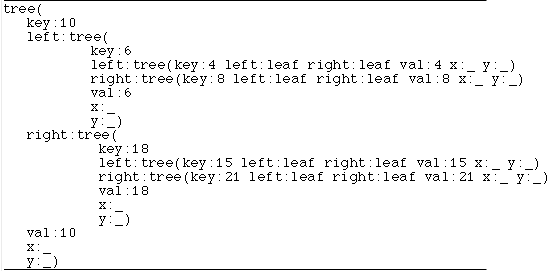 tree(
   key:10
   left:tree(
           key:6
           left:tree(key:4 left:leaf right:leaf val:4 x:_ y:_)
           right:tree(key:8 left:leaf right:leaf val:8 x:_ y:_)
           val:6
           x:_
           y:_)
   right:tree(
            key:18
            left:tree(key:15 left:leaf right:leaf val:15 x:_ y:_)
            right:tree(key:21 left:leaf right:leaf val:21 x:_ y:_)
            val:18
            x:_
            y:_)
   val:10
   x:_
   y:_)